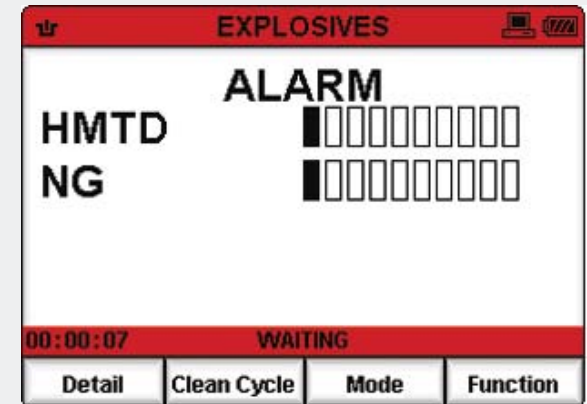 EXPLOSIVES
ALARM
HMTD
NG
00:00:07 WAITING
Detail Clean Cycle Mode Function